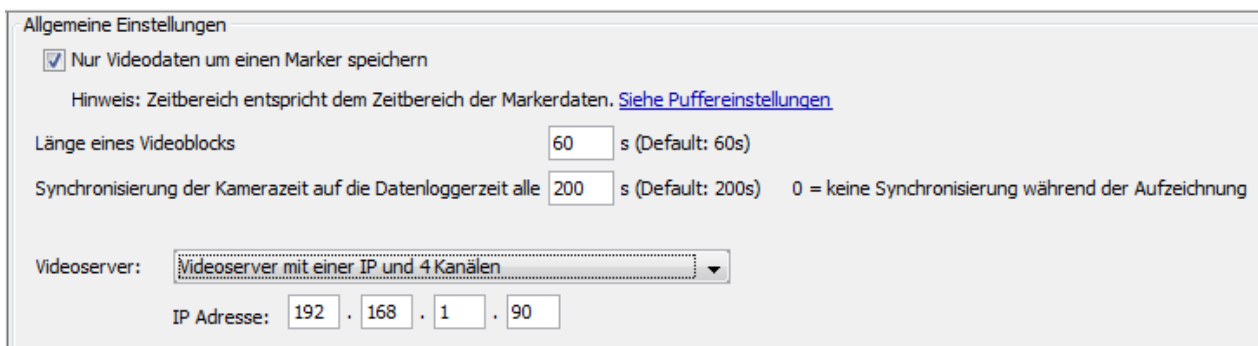 Allgemeine Einstellungen
Nur Videodaten um einen Marker speichern
Hinweis: Zeitbereich entspricht dem Zeitbereich der Markerdaten. Siehe Puffereinstellungen
Länge eines Videoblocks 60 s (Default: 60s)
Synchronisierung der Kamerazeit auf die Datenloggerzeit alle 200 s (Default: 200s) 0 = keine Synchronisierung während der Aufzeichnung
Videoserver: Videoserver mit einer IP und 4 Kanälen
IP Adresse: 192 . 168 . 1 . 90